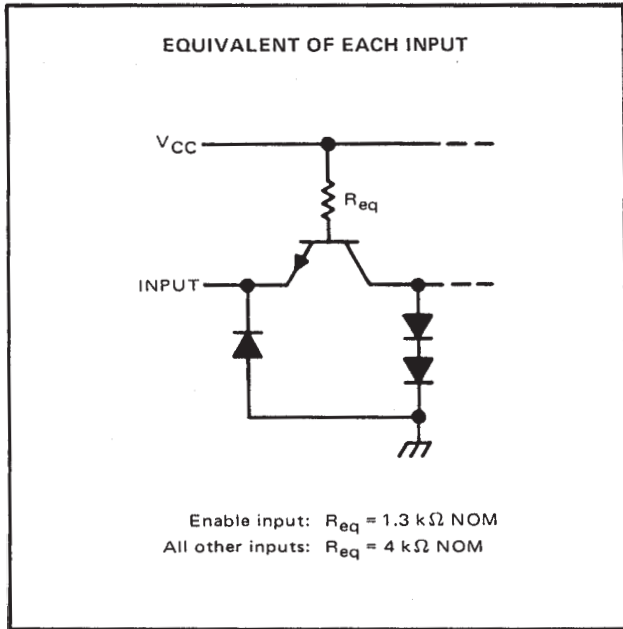 EQUIVALENT OF EACH INPUT
VCC
Req
INPUT
Enable input: Req = 1.3 kΩ NOM
All other inputs: Req = 4 kΩ NOM